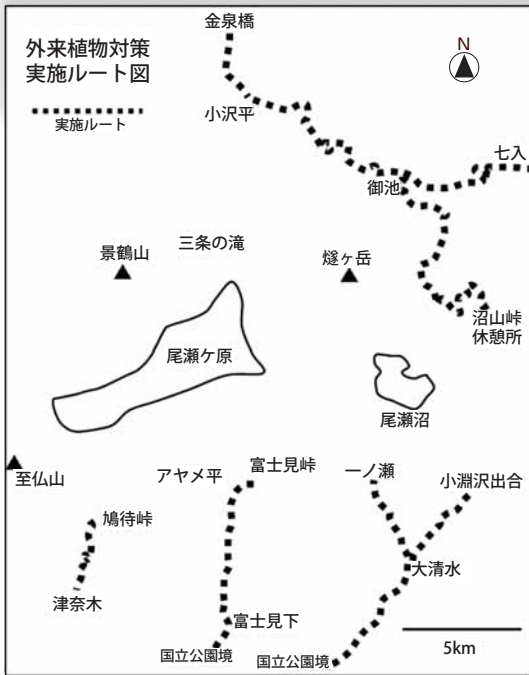 金泉橋
外来植物対策
実施ルート図
N
実施ルート
小沢平
七入
御池
三条の滝
景鶴山
燧ヶ岳
沼山峠
休憩所
尾瀬ケ原
尾瀬沼
至仏山
アヤメ平
富士見峠
一ノ瀬
小淵沢出合
鳩待峠
大清水
津奈木
富士見下
国立公園境
国立公園境
5km